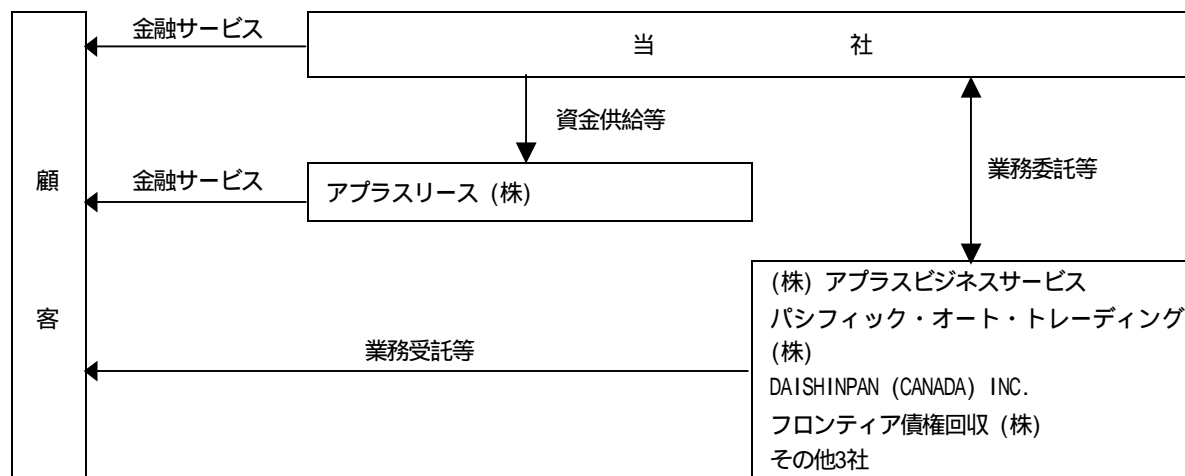 金融サービス
当 社
資金供給等
業務委託等
顧 客
金融サービス
アプラスリース (株)
業務受託等
(株) アプラスビジネスサービス
パシフィック・オート・トレーディング
(株)
DAISHINPAN (CANADA) INC.
フロンティア債権回収 (株)
その他3社